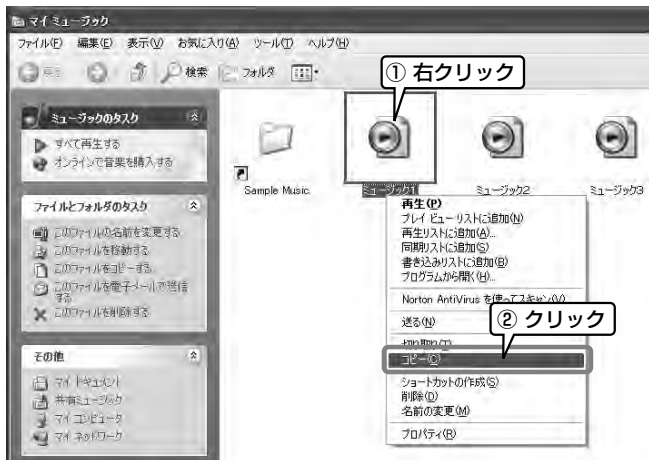 マイ ミュージック
ファイル(F) 編集(E) 表示(V) お気に入り(A) ツール(T) ヘルプ(H)
戻る 検索 フォルダ
① 右クリック
ミュージックのタスク
すべて再生する
オンラインで音楽を購入する
ファイルとフォルダのタスク
このファイルの名前を変更する
このファイルを移動する
このファイルをコピーする
このファイルを電子メールで送信
する
このファイルを削除する
その他
マイ ドキュメント
共有ミュージック
マイ コンピュータ
マイ ネットワーク
Sample Music
ミュージック1
ミュージック2
ミュージック3
再生(P)
プレイ ビュー リストに追加(N)
再生リストに追加(A)...
同期リストに追加(S)
書き込みリストに追加(B)
プログラムから開く(H)...
Norton AntiVirus を使ってスキャン(V)
送る(N)
② クリック
切り取り(T)
コピー(C)
ショートカットの作成(S)
削除(D)
名前の変更(M)
プロパティ(R)